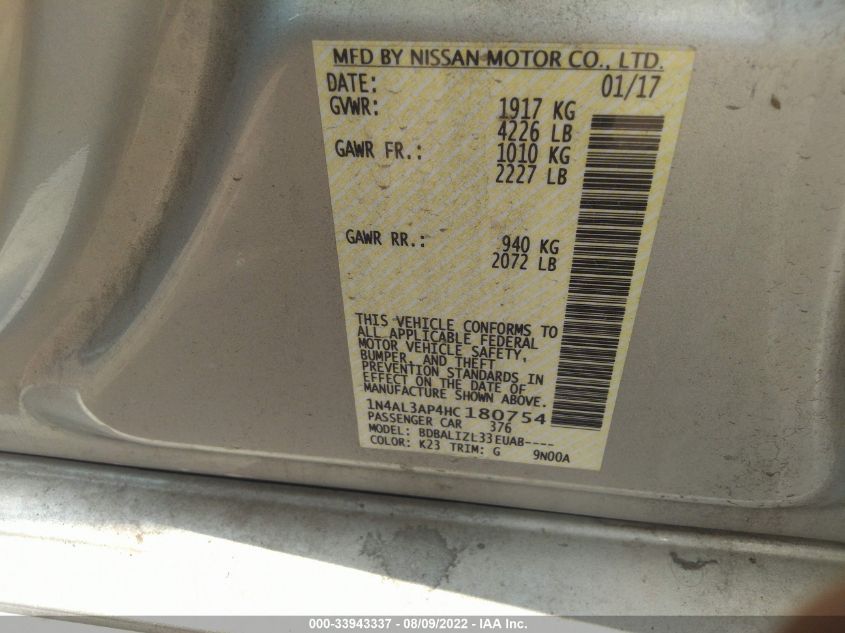 MFD BY NISSAN MOTOR CO., LTD.
DATE: 01/17
GVWR: 1917 KG
4226 LB
GAWR FR.: 1010 KG
2227 LB
GAWR RR.: 940 KG
2072 LB
THIS VEHICLE CONFORMS TO
ALL APPLICABLE FEDERAL
MOTOR VEHICLE SAFETY,
BUMPER, AND THEFT
PREVENTION STANDARDS IN
EFFECT ON THE DATE OF
MANUFACTURE SHOWN ABOVE.
1N4AL3AP4HC180754
PASSENGER CAR 376
MODEL: BDBALIZL33EUAB----
COLOR: K23 TRIM: G 9N00A
000-33943337 - 08/09/2022 - IAA Inc.